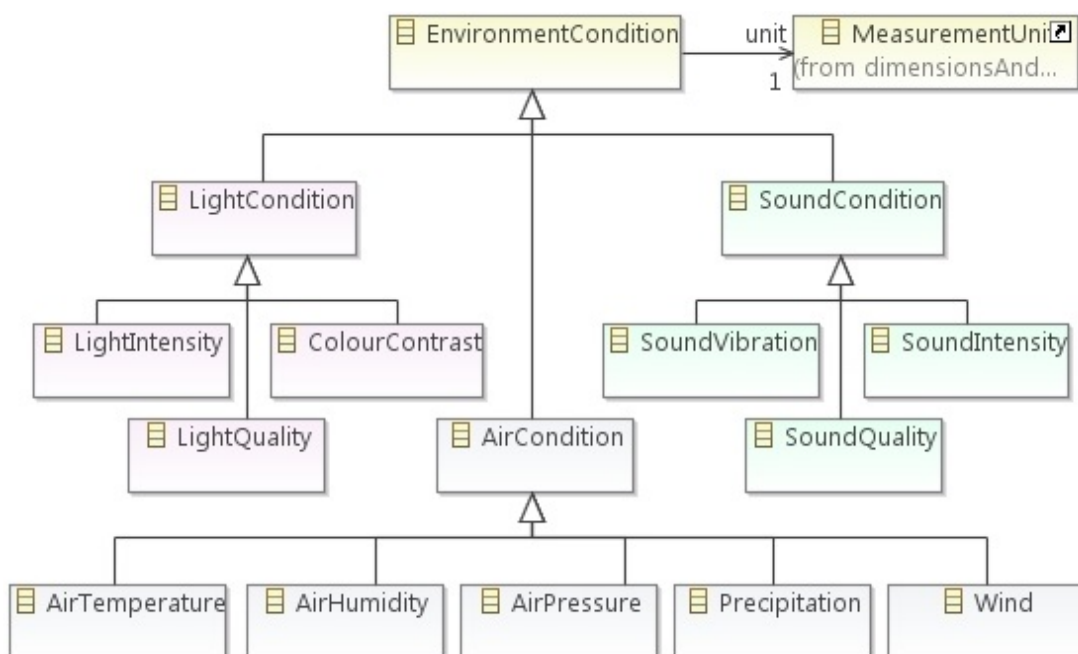 EnvironmentCondition
unit
MeasurementUnit
(from dimensionsAnd...
1
LightCondition
SoundCondition
LightIntensity
ColourContrast
SoundVibration
SoundIntensity
LightQuality
AirCondition
SoundQuality
AirTemperature
AirHumidity
AirPressure
Precipitation
Wind